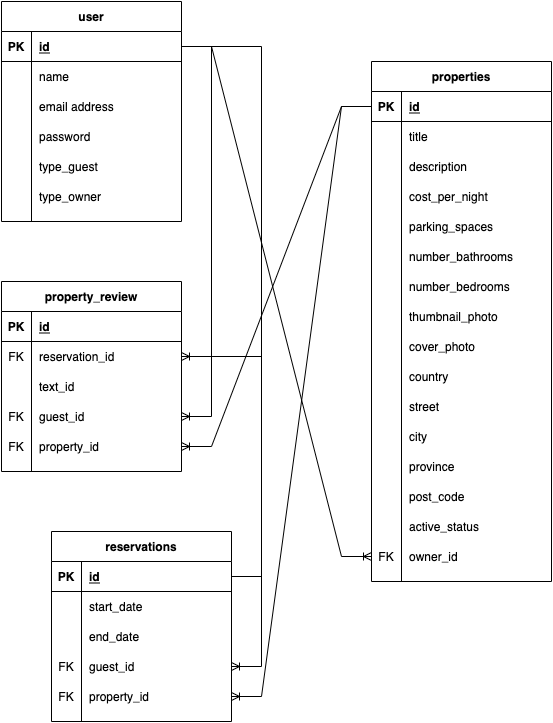 user
PK id
name
email address
password
type_guest
type_owner
property_review
PK id
FK reservation_id
text_id
FK guest_id
FK property_id
reservations
PK id
start_date
end_date
FK guest_id
FK property_id
properties
PK id
title
description
cost_per_night
parking_spaces
number_bathrooms
number_bedrooms
thumbnail_photo
cover_photo
country
street
city
province
post_code
active_status
FK owner_id